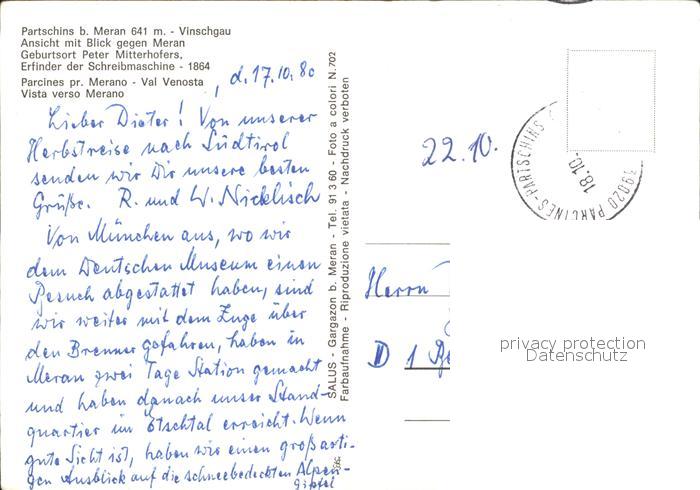 Partschins b. Meran 641 m. - Vinschgau
Ansicht mit Blick gegen Meran
Geburtsort Peter Mitterhofers,
Erfinder der Schreibmaschine - 1864
Parcines pr. Merano - Val Venosta
Vista verso Merano
, d. 17.10.80
Lieber Dieter! Von unserer
Herbstreise nach Südtirol
senden wir Dir unsere besten
Grüße. R. und W. Nicklisch
Von München aus, wo wir
dem Deutschen Museum einen
Besuch abgestattet haben, sind
wir weiter mit dem Zuge über
den Brenner gefahren, haben in
Meran zwei Tage Station gemacht
und haben danach unser Stand-
quartier im Etschtal erreicht. Wenn
gute Sicht ist, haben wir einen großarti-
gen Ausblick auf die schneebedeckten Alpen-
gipfel
SALUS - Gargazon b. Meran - Tel. 91 3 60 - Foto a colori N. 702
Farbaufnahme - Riproduzione vietata - Nachdruck verboten
22.10.
39020 PARCINES-PARTSCHINS
18.10.
Herrn
D 1
privacy protection
Datenschutz